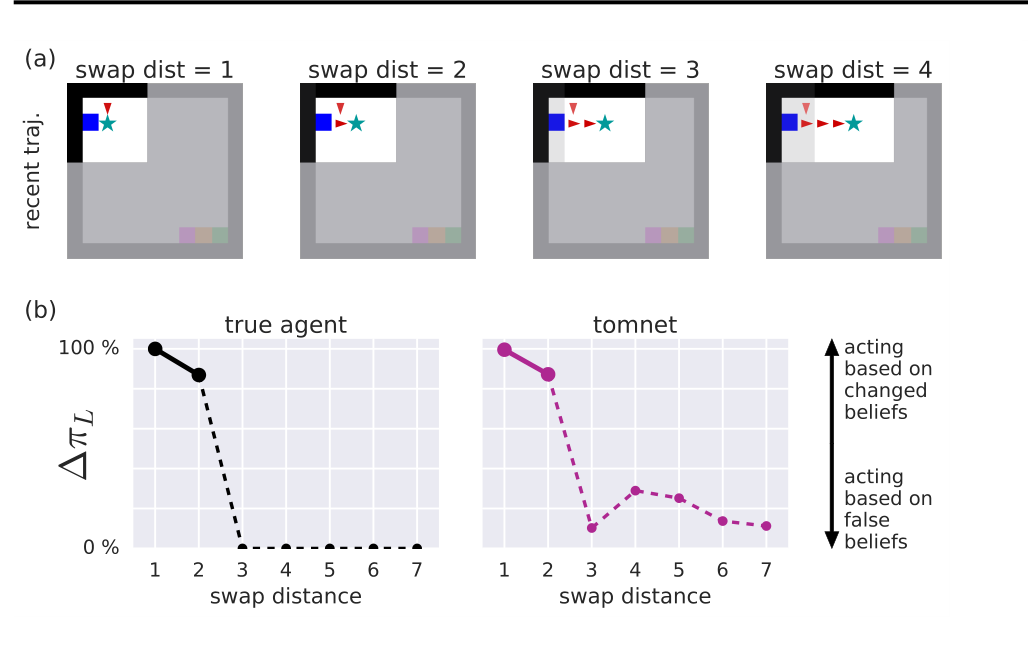 (a)
swap dist = 1 swap dist = 2 swap dist = 3 swap dist = 4
recent traj.
(b)
true agent tomnet
100 %
0 %
Δπ_L
1 2 3 4 5 6 7
swap distance
1 2 3 4 5 6 7
swap distance
acting
based on
changed
beliefs
acting
based on
false
beliefs